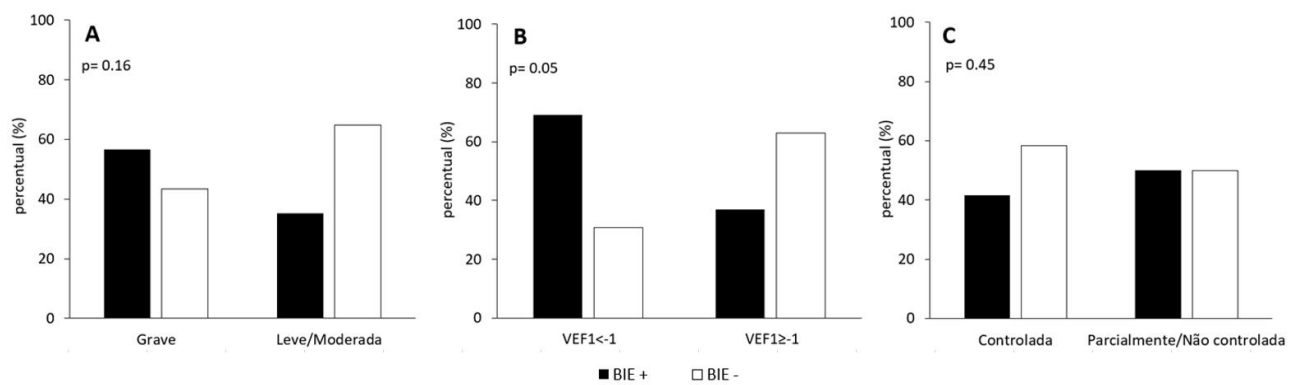 A
p= 0.16
percentual (%)
100
80
60
40
20
0
Grave
Leve/Moderada
B
p= 0.05
percentual (%)
100
80
60
40
20
0
VEF1<-1
VEF1≥-1
C
p= 0.45
percentual (%)
100
80
60
40
20
0
Controlada
Parcialmente/Não controlada
BIE +
BIE -